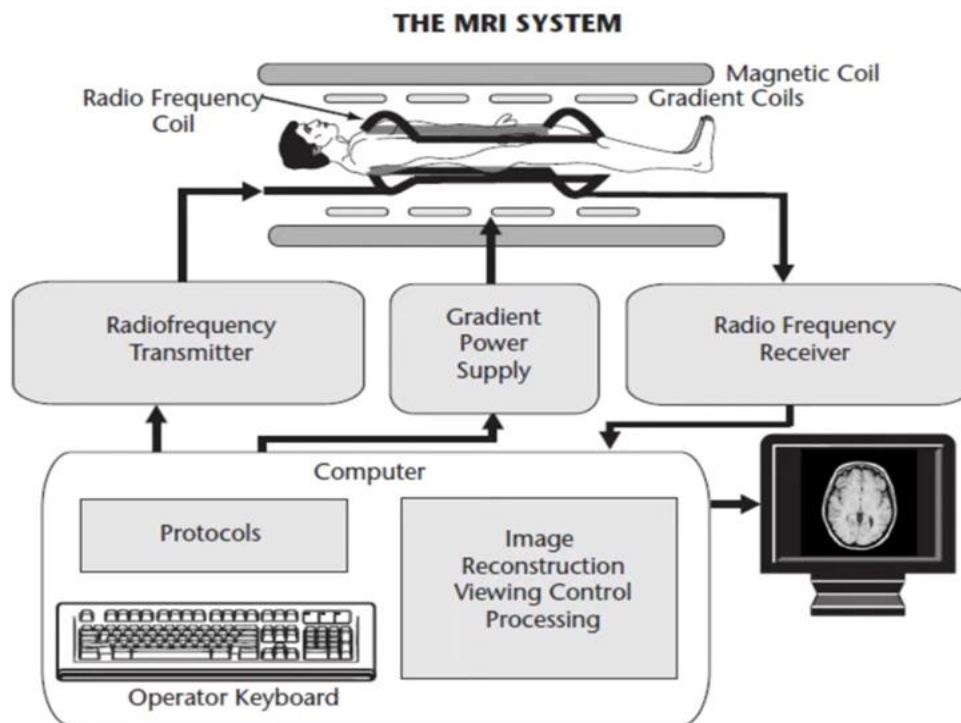 THE MRI SYSTEM
Magnetic Coil
Radio Frequency
Coil
Gradient Coils
Radiofrequency
Transmitter
Gradient
Power
Supply
Radio Frequency
Receiver
Computer
Protocols
Image
Reconstruction
Viewing Control
Processing
Operator Keyboard